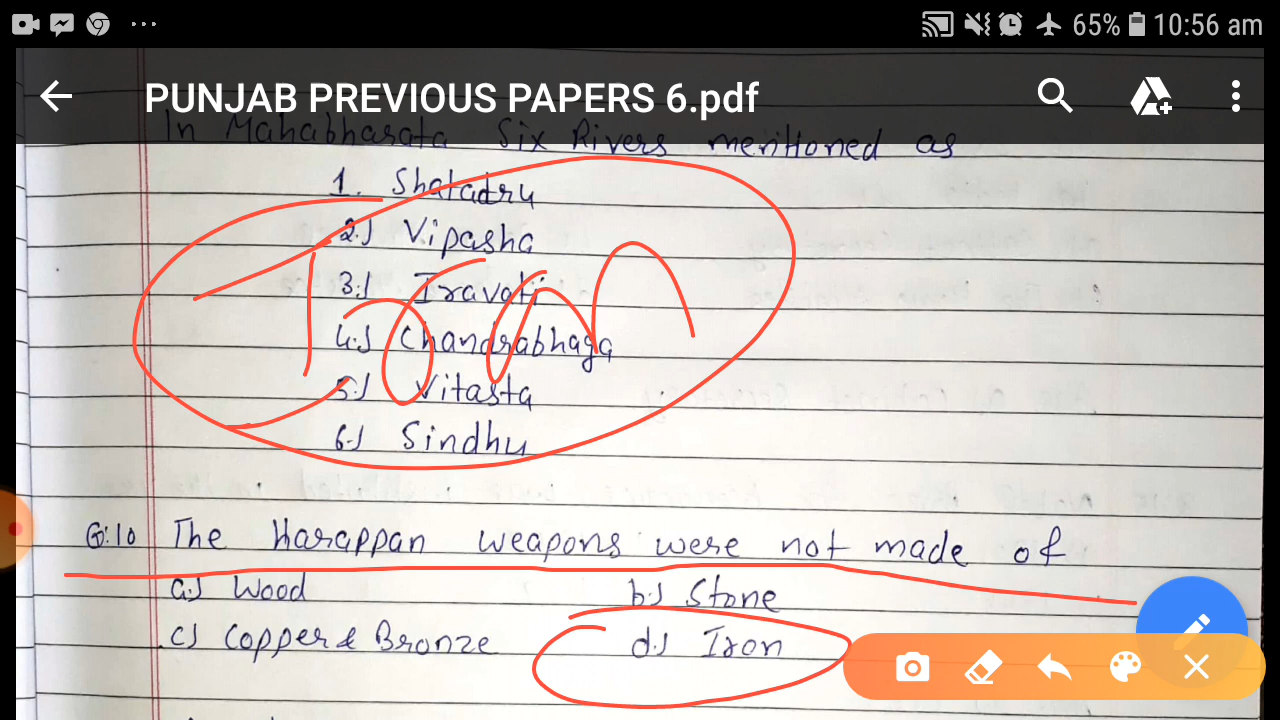 65% 10:56 am
PUNJAB PREVIOUS PAPERS 6.pdf
In Mahabharata Six Rivers mentioned as
1. Shatadru
2.) Vipasha
3.) Iravati
4.) Chandrabhaga
5.) Vitasta
6.) Sindhu
Q:10 The Harappan weapons were not made of
a.) Wood b.) Stone
c) Copper & Bronze d.) Iron